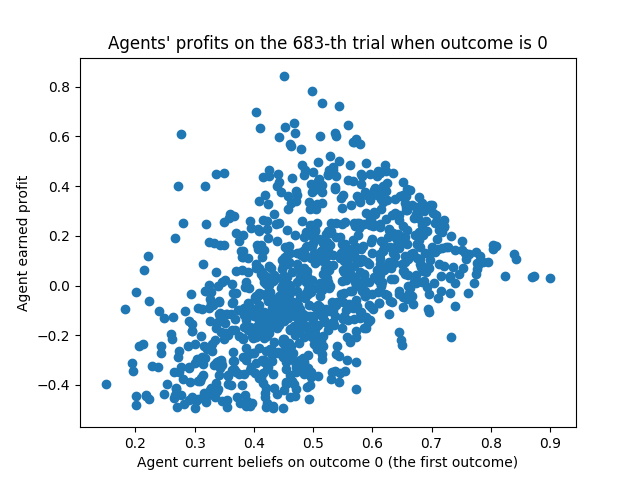 Agents' profits on the 683-th trial when outcome is 0
Agent earned profit
0.8
0.6
0.4
0.2
0.0
−0.2
−0.4
0.2 0.3 0.4 0.5 0.6 0.7 0.8 0.9
Agent current beliefs on outcome 0 (the first outcome)